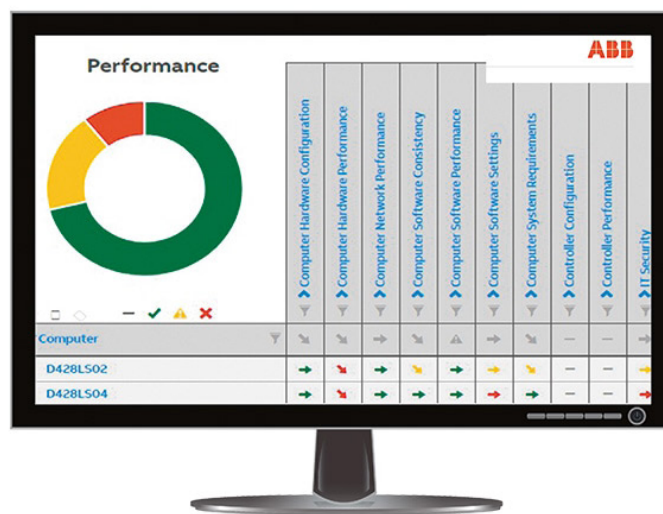 ABB
Performance
Computer Hardware Configuration
Computer Hardware Performance
Computer Network Performance
Computer Software Consistency
Computer Software Performance
Computer Software Settings
Computer System Requirements
Controller Configuration
Controller Performance
IT Security
Computer
D428LS02
D428LS04